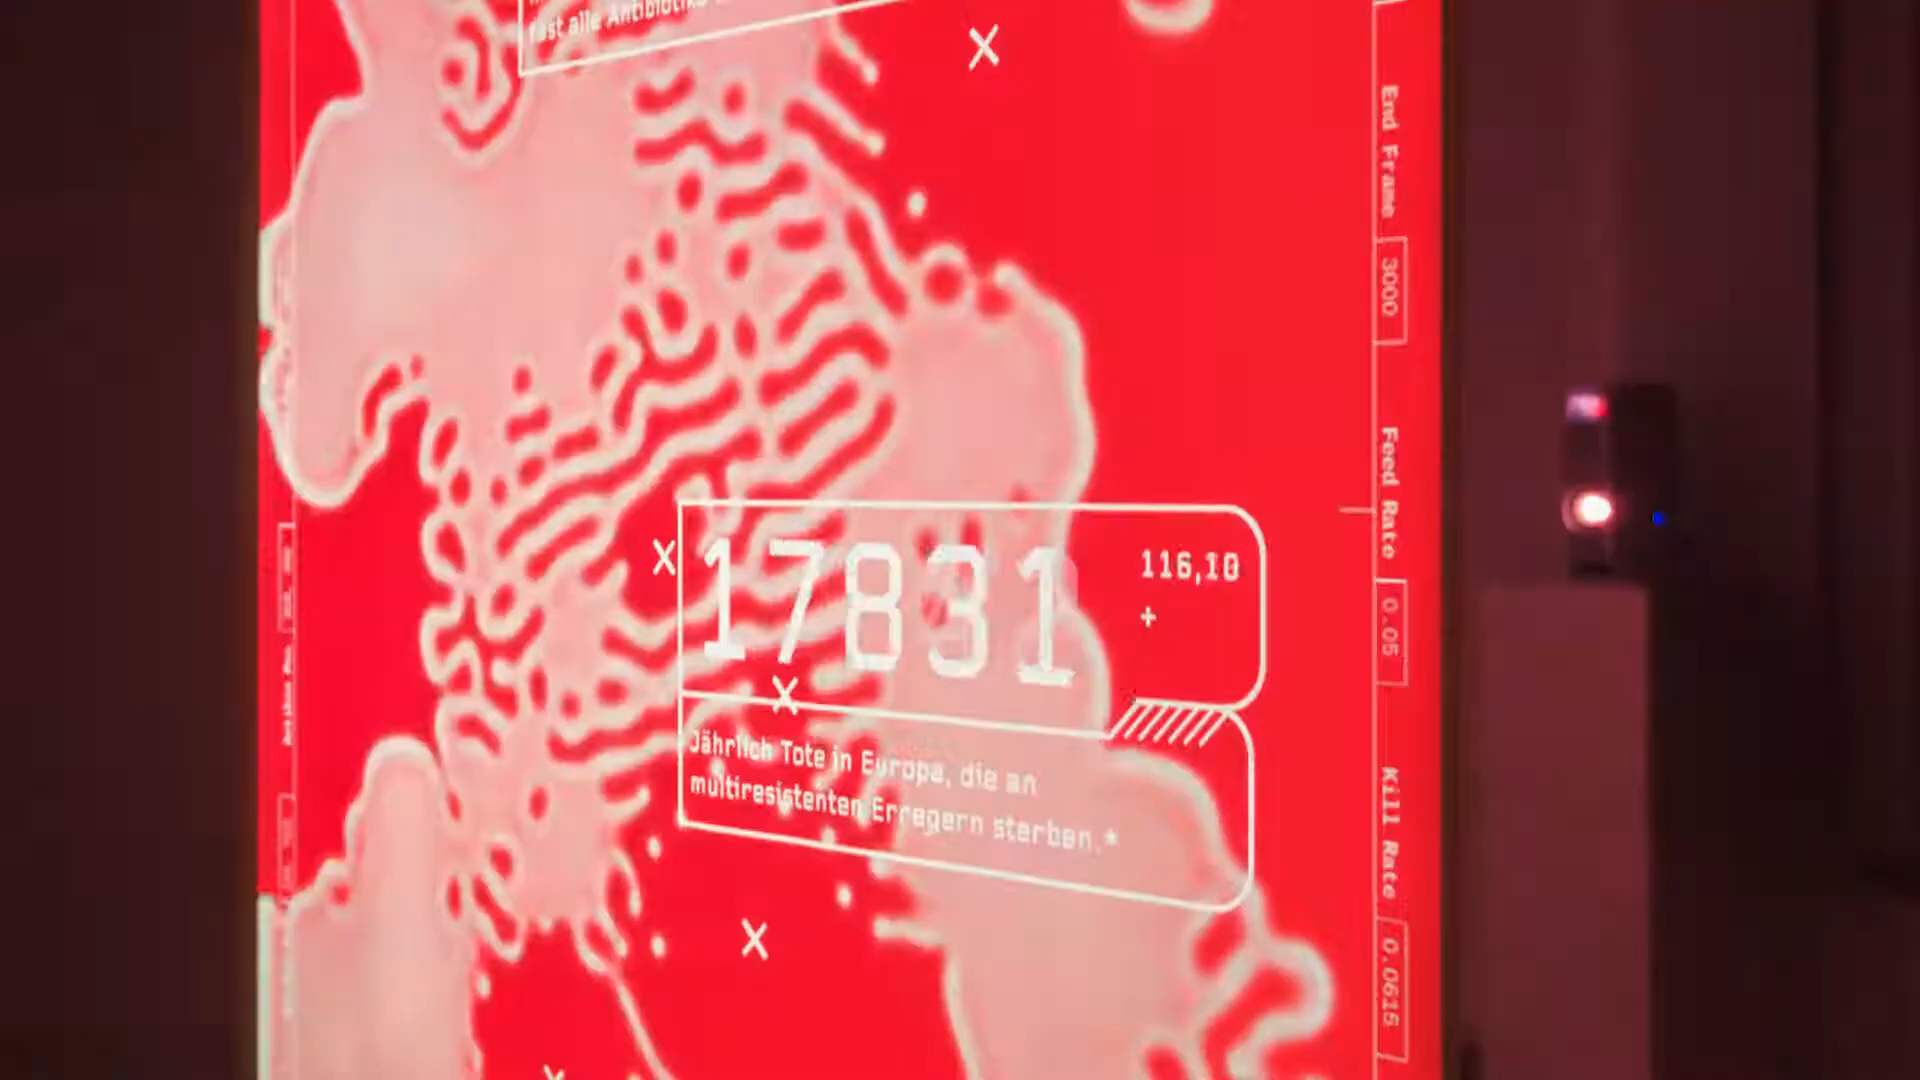 fast alle Antibiotika
17831
116,10
+
Jährlich Tote in Europa, die an
multiresistenten Erregern sterben.*
End Frame 3000
Feed Rate 0.05
Kill Rate 0.0615